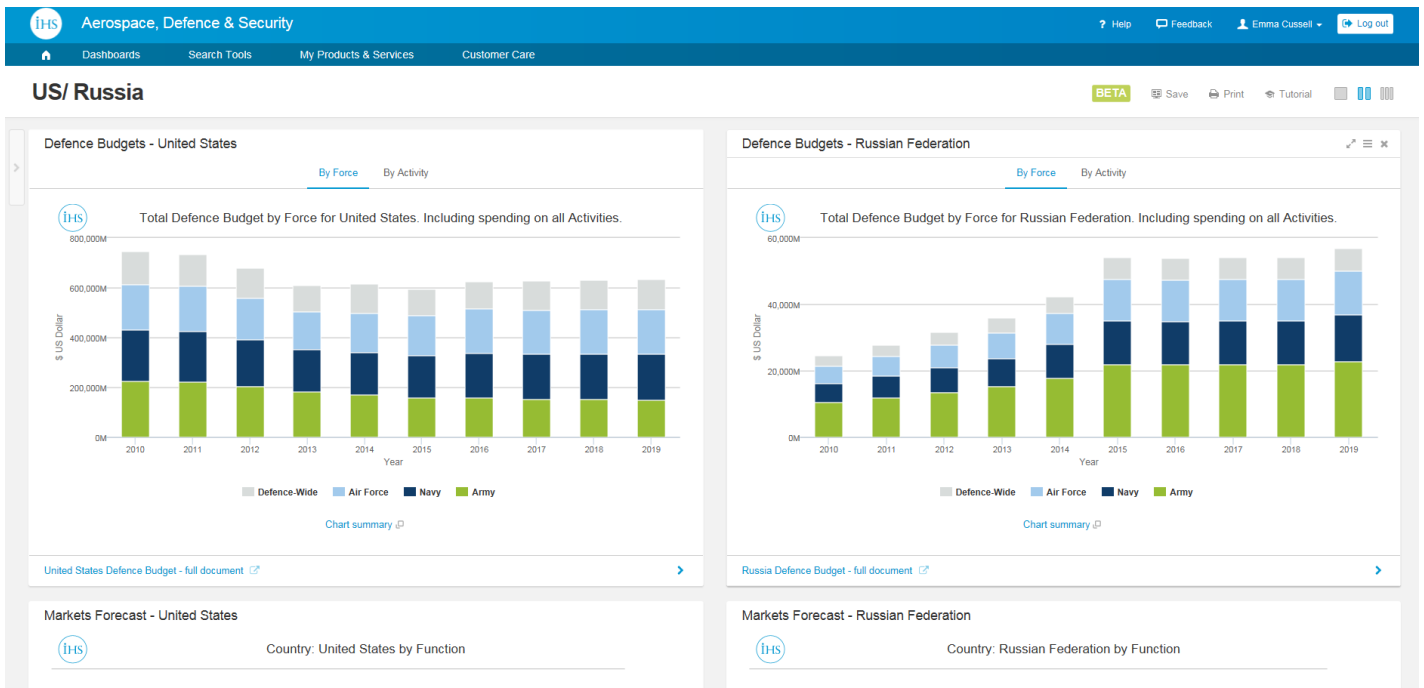 iHS Aerospace, Defence & Security ? Help Feedback Emma Cussell Log out
Dashboards Search Tools My Products & Services Customer Care
US/ Russia BETA Save Print Tutorial
Defence Budgets - United States
By Force By Activity
iHS Total Defence Budget by Force for United States. Including spending on all Activities.
800,000M
600,000M
400,000M
200,000M
0M
$ US Dollar
2010 2011 2012 2013 2014 2015 2016 2017 2018 2019
Year
Defence-Wide Air Force Navy Army
Chart summary
United States Defence Budget - full document
Defence Budgets - Russian Federation
By Force By Activity
iHS Total Defence Budget by Force for Russian Federation. Including spending on all Activities.
60,000M
40,000M
20,000M
0M
$ US Dollar
2010 2011 2012 2013 2014 2015 2016 2017 2018 2019
Year
Defence-Wide Air Force Navy Army
Chart summary
Russia Defence Budget - full document
Markets Forecast - United States
iHS Country: United States by Function
Markets Forecast - Russian Federation
iHS Country: Russian Federation by Function